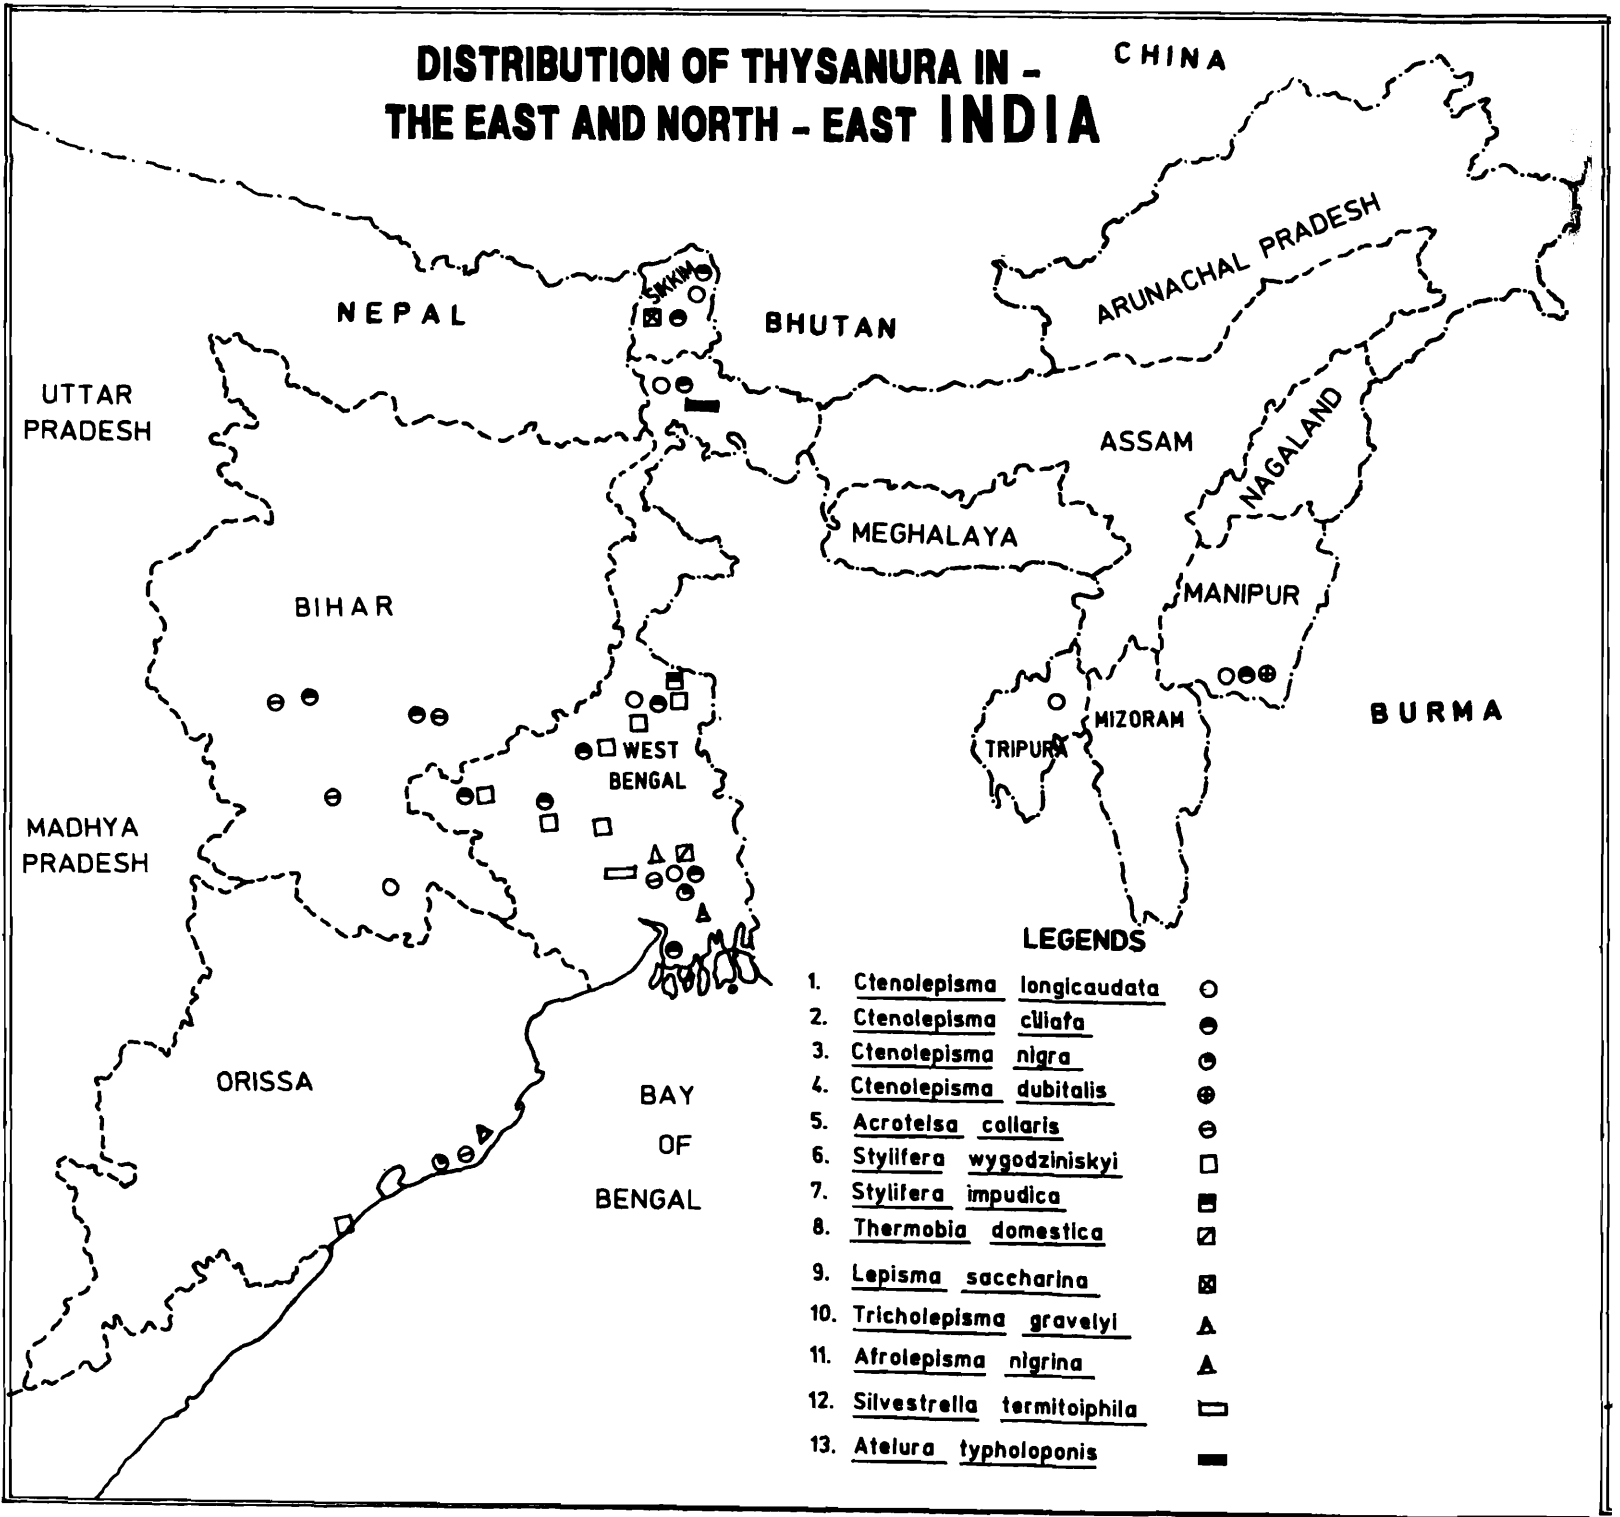 DISTRIBUTION OF THYSANURA IN -
THE EAST AND NORTH - EAST INDIA
CHINA
SIKKIM
NEPAL
BHUTAN
ARUNACHAL PRADESH
UTTAR
PRADESH
ASSAM
NAGALAND
MEGHALAYA
BIHAR
MANIPUR
BURMA
MIZORAM
TRIPURA
WEST
BENGAL
MADHYA
PRADESH
ORISSA
BAY
OF
BENGAL
LEGENDS
1. Ctenolepisma longicaudata
2. Ctenolepisma ciliata
3. Ctenolepisma nigra
4. Ctenolepisma dubitalis
5. Acrotelsa collaris
6. Stylifera wygodziniskyi
7. Stylifera impudica
8. Thermobia domestica
9. Lepisma saccharina
10. Tricholepisma gravelyi
11. Afrolepisma nigrina
12. Silvestrella termitoiphila
13. Atelura typholoponis